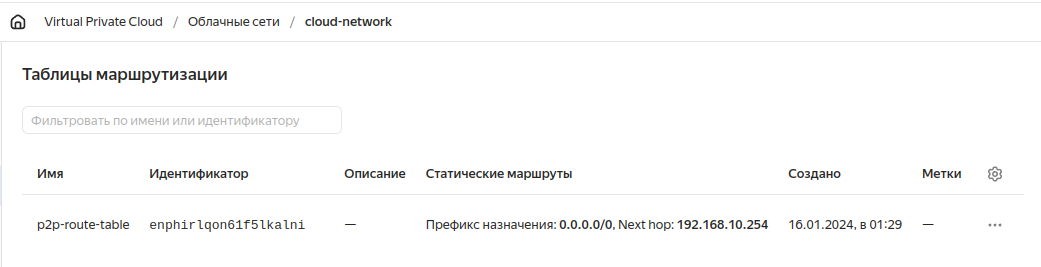 Virtual Private Cloud / Облачные сети / cloud-network
Таблицы маршрутизации
Фильтровать по имени или идентификатору
Имя Идентификатор Описание Статические маршруты Создано Метки
p2p-route-table enphirlqon61f5lkalni — Префикс назначения: 0.0.0.0/0, Next hop: 192.168.10.254 16.01.2024, в 01:29 —